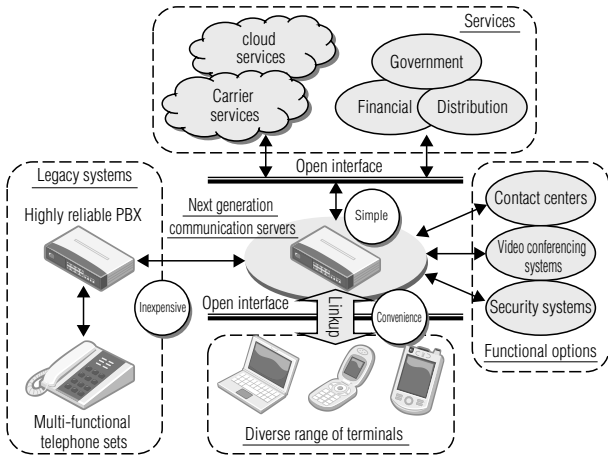 Services
cloud
services
Carrier
services
Government
Financial
Distribution
Open interface
Legacy systems
Highly reliable PBX
Next generation
communication servers
Simple
Contact centers
Video conferencing
systems
Security systems
Functional options
Inexpensive
Open interface
Linkup
Convenience
Multi-functional
telephone sets
Diverse range of terminals